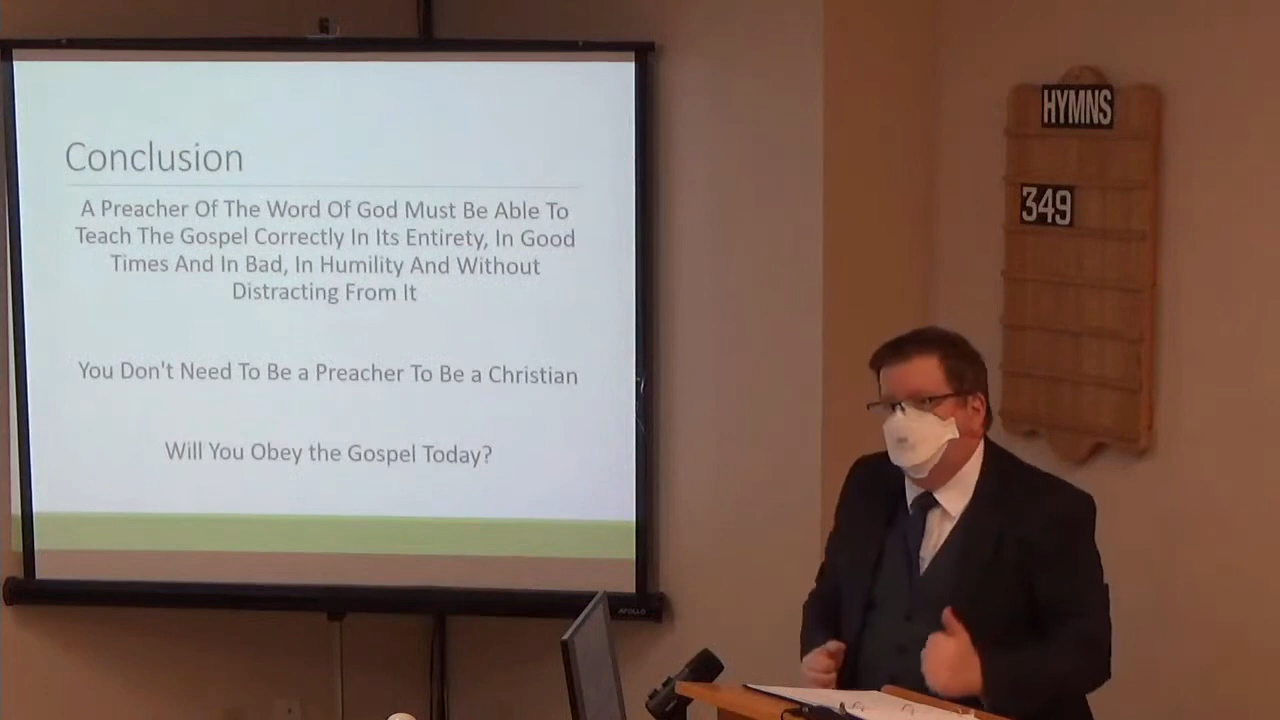 Conclusion
A Preacher Of The Word Of God Must Be Able To
Teach The Gospel Correctly In Its Entirety, In Good
Times And In Bad, In Humility And Without
Distracting From It
You Don't Need To Be a Preacher To Be a Christian
Will You Obey the Gospel Today?
APOLLO
HYMNS
349